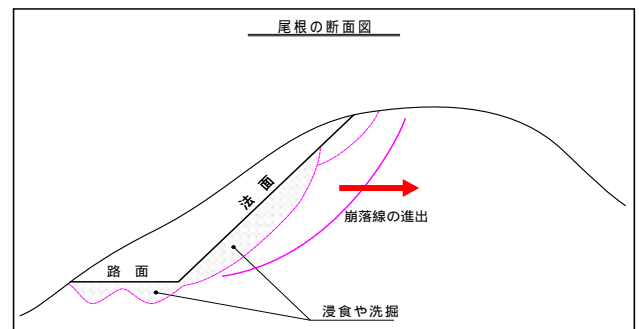 尾根の断面図
法面
崩落線の進出
路面
浸食や洗掘